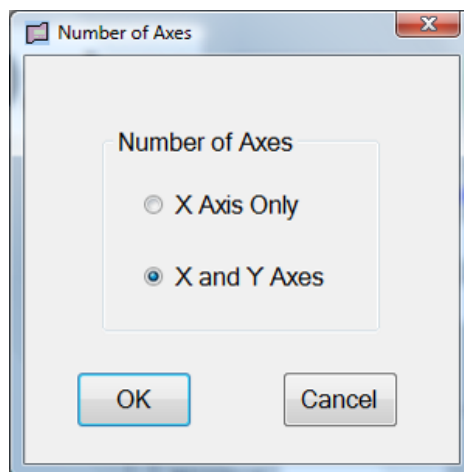 Number of Axes
Number of Axes
X Axis Only
X and Y Axes
OK
Cancel